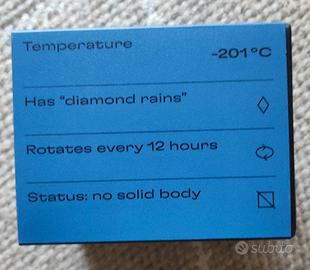 Temperature
-201°C
Has “diamond rains”
Rotates every 12 hours
Status: no solid body
subito